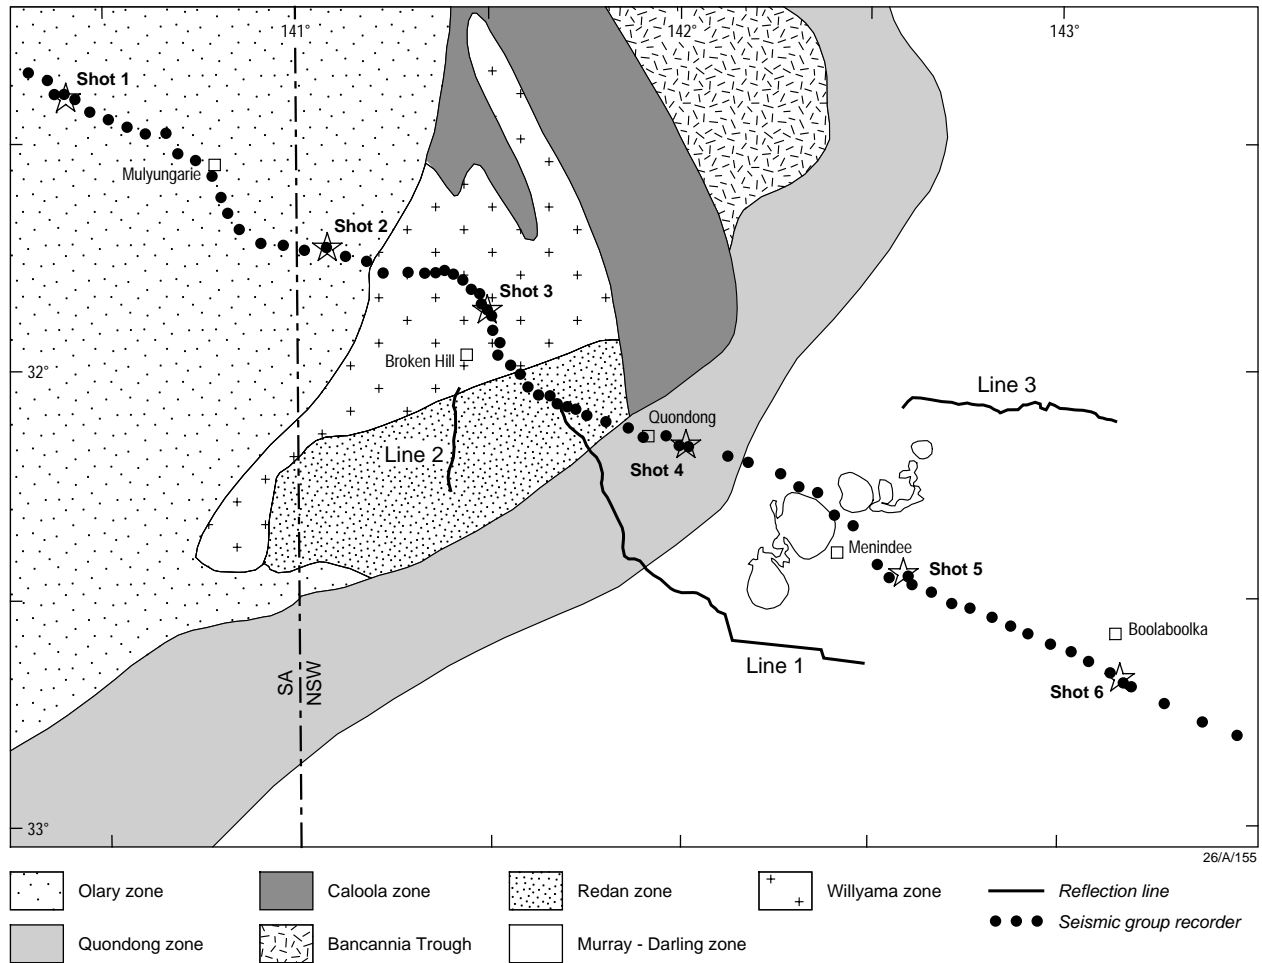 141°
142°
143°
Shot 1
Mulyungarie
Shot 2
Shot 3
Broken Hill
32°
Line 3
Quondong
Line 2
Shot 4
Menindee
Shot 5
Boolaboolka
Line 1
SA
NSW
Shot 6
33°
26/A/155
Olary zone
Caloola zone
Redan zone
Willyama zone
Reflection line
Seismic group recorder
Quondong zone
Bancannia Trough
Murray - Darling zone